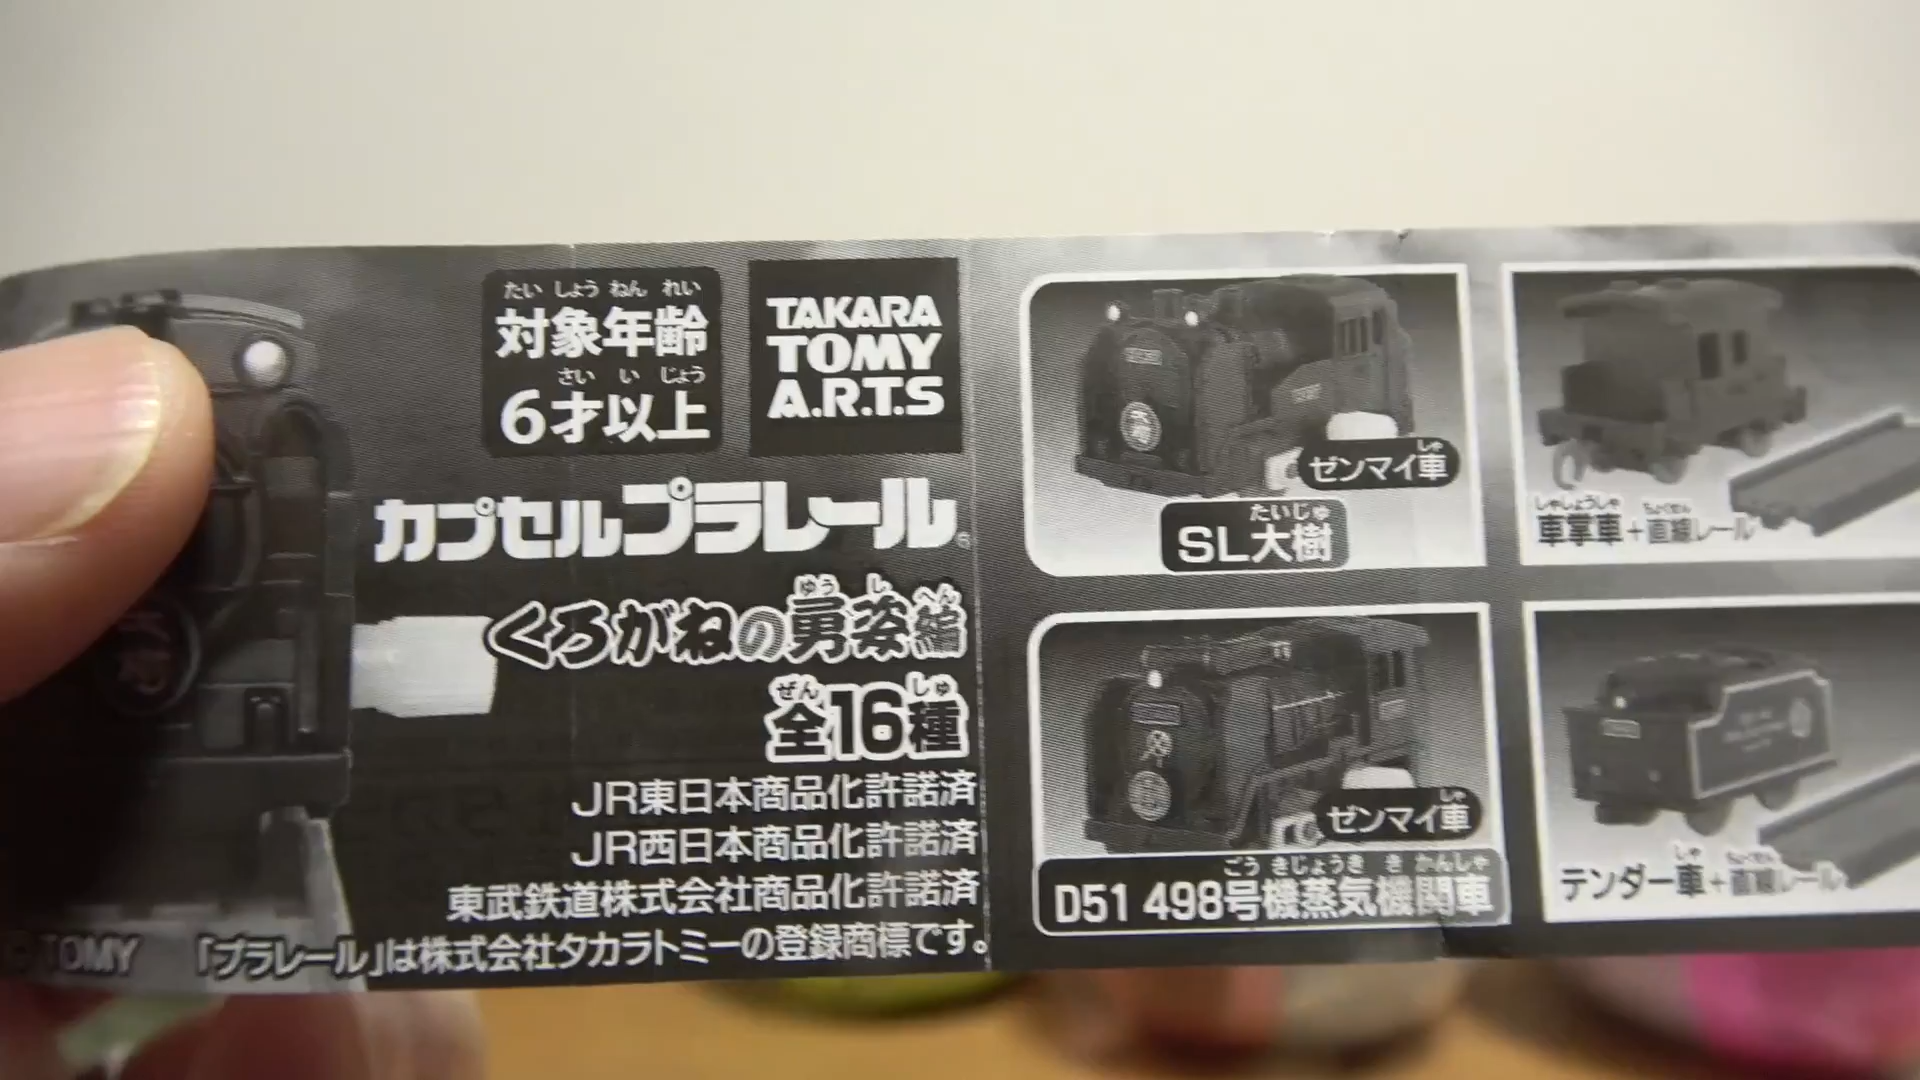 たいしょうねんれい
対象年齢
さいいじょう
6才以上
TAKARA
TOMY
A.R.T.S
カプセルプラレール
ゆうしへん
くろがねの勇姿編
ぜんしゅ
全16種
JR東日本商品化許諾済
JR西日本商品化許諾済
東武鉄道株式会社商品化許諾済
TOMY 「プラレール」は株式会社タカラトミーの登録商標です。
大樹
しゃ
ゼンマイ車
たいじゅ
SL大樹
しゃしょうしゃ ちょくせん
車掌車+直線レール
しゃ
ゼンマイ車
ごうきじょうききかんしゃ
D51 498号機蒸気機関車
しゃ ちょくせん
テンダー車+直線レール